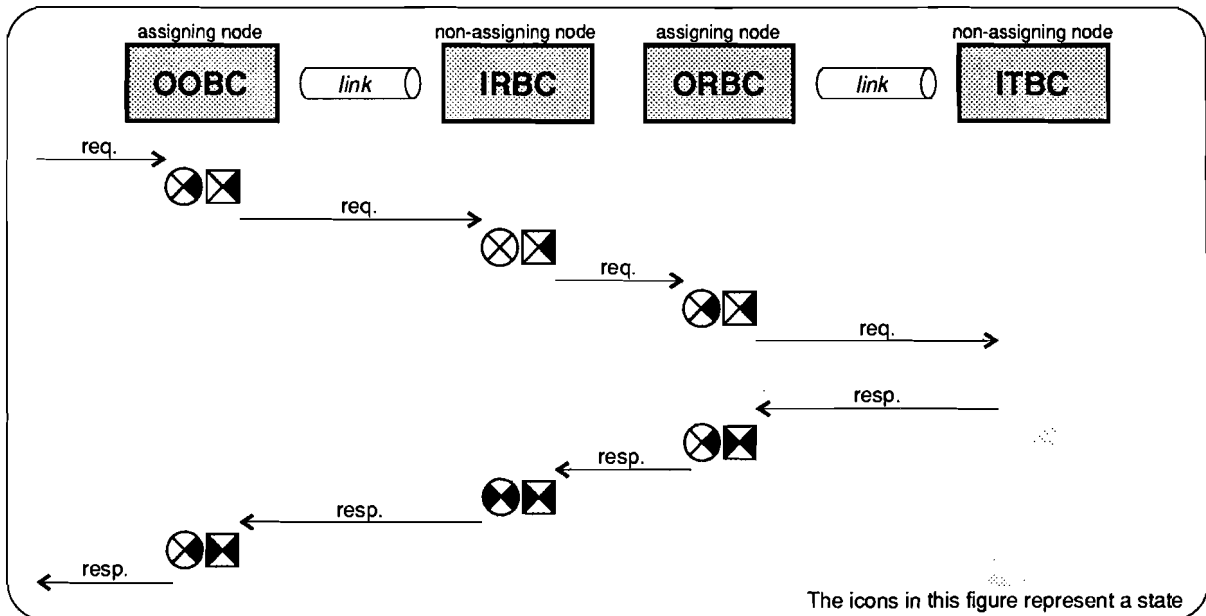 assigning node
non-assigning node
assigning node
non-assigning node
OOBC
link
IRBC
ORBC
link
ITBC
req.
req.
req.
req.
resp.
resp.
resp.
resp.
The icons in this figure represent a state